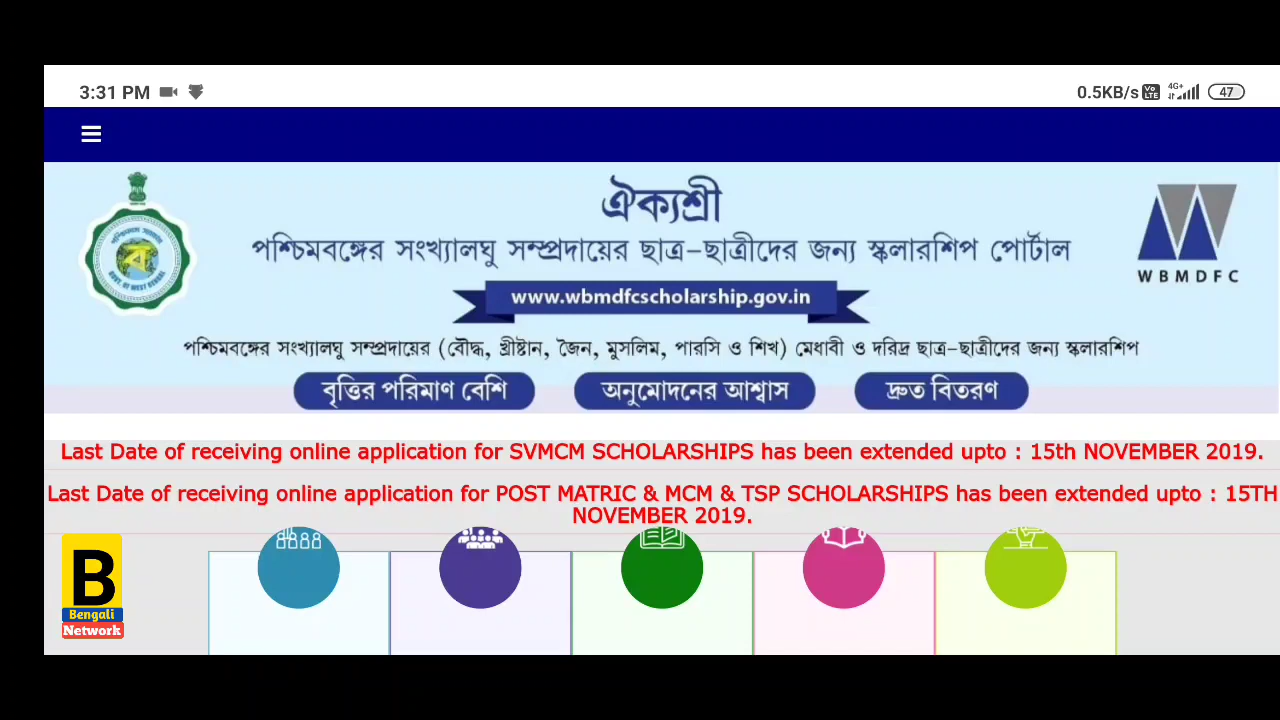 3:31 PM
0.5KB/s Vo LTE 4G+ 47
ঐক্যশ্রী
পশ্চিমবঙ্গের সংখ্যালঘু সম্প্রদায়ের ছাত্র-ছাত্রীদের জন্য স্কলারশিপ পোর্টাল
WBMDFC
www.wbmdfcscholarship.gov.in
পশ্চিমবঙ্গের সংখ্যালঘু সম্প্রদায়ের (বৌদ্ধ, খ্রীষ্টান, জৈন, মুসলিম, পারসি ও শিখ) মেধাবী ও দরিদ্র ছাত্র-ছাত্রীদের জন্য স্কলারশিপ
বৃত্তির পরিমাণ বেশি
অনুমোদনের আশ্বাস
দ্রুত বিতরণ
Last Date of receiving online application for SVMCM SCHOLARSHIPS has been extended upto : 15th NOVEMBER 2019.
Last Date of receiving online application for POST MATRIC & MCM & TSP SCHOLARSHIPS has been extended upto : 15TH
NOVEMBER 2019.
B
Bengali
Network